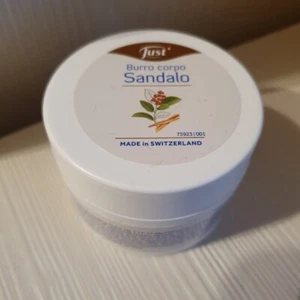 Just
Burro corpo
Sandalo
MADE in SWITZERLAND